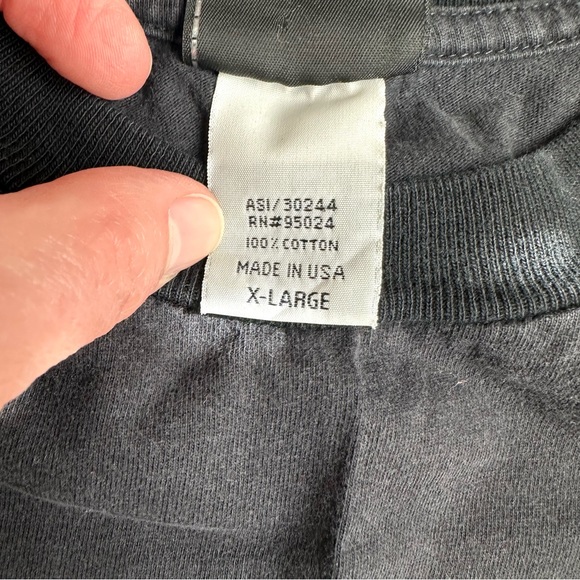 ASI/30244
RN#95024
100% COTTON
MADE IN USA
X-LARGE